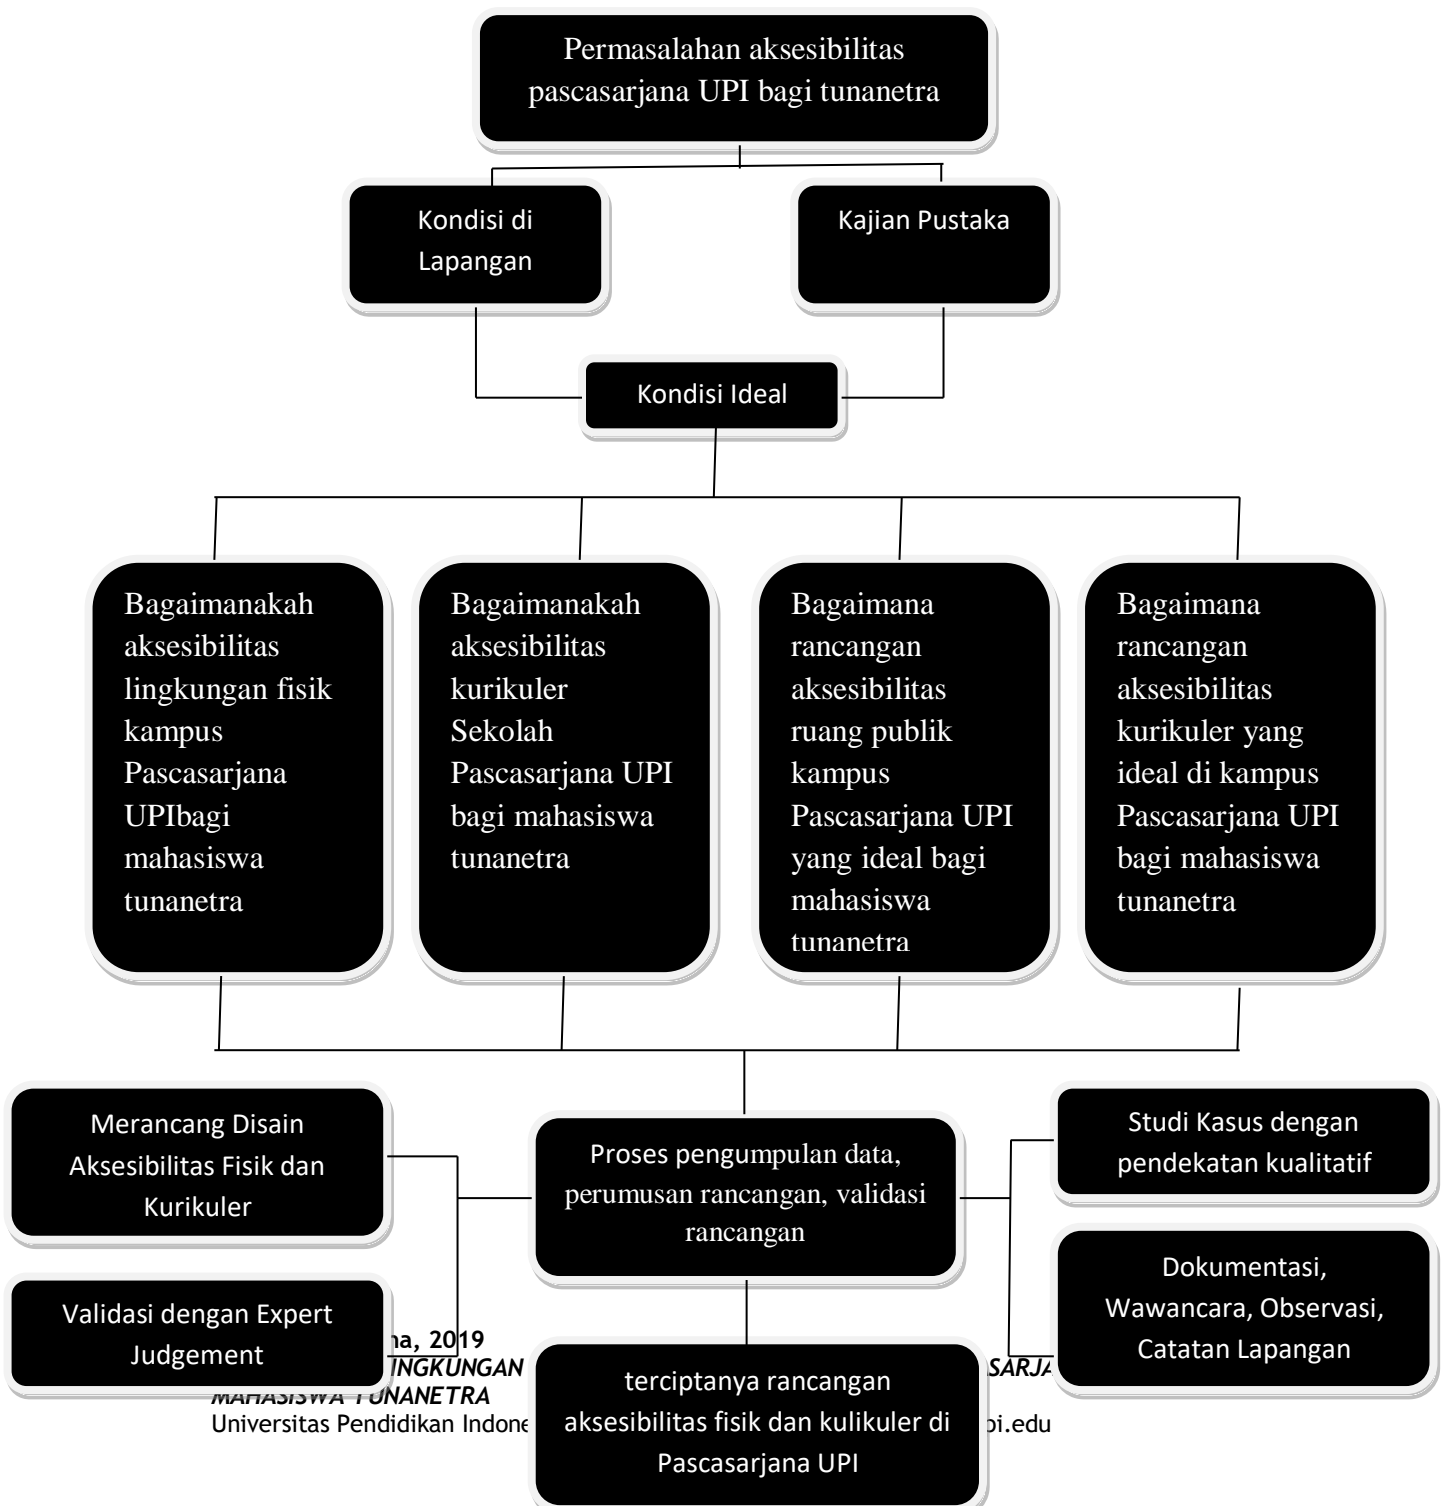 Permasalahan aksesibilitas
pascasarjana UPI bagi tunanetra
Kondisi di
Lapangan
Kajian Pustaka
Kondisi Ideal
Bagaimanakah
aksesibilitas
lingkungan fisik
kampus
Pascasarjana
UPIbagi
mahasiswa
tunanetra
Bagaimanakah
aksesibilitas
kurikuler
Sekolah
Pascasarjana UPI
bagi mahasiswa
tunanetra
Bagaimana
rancangan
aksesibilitas
ruang publik
kampus
Pascasarjana UPI
yang ideal bagi
mahasiswa
tunanetra
Bagaimana
rancangan
aksesibilitas
kurikuler yang
ideal di kampus
Pascasarjana UPI
bagi mahasiswa
tunanetra
Merancang Disain
Aksesibilitas Fisik dan
Kurikuler
Proses pengumpulan data,
perumusan rancangan, validasi
rancangan
Studi Kasus dengan
pendekatan kualitatif
Validasi dengan Expert
Judgement
Dokumentasi,
Wawancara, Observasi,
Catatan Lapangan
terciptanya rancangan
aksesibilitas fisik dan kulikuler di
Pascasarjana UPI
2019
MAHASISWA TUNANETRA
Universitas Pendidikan